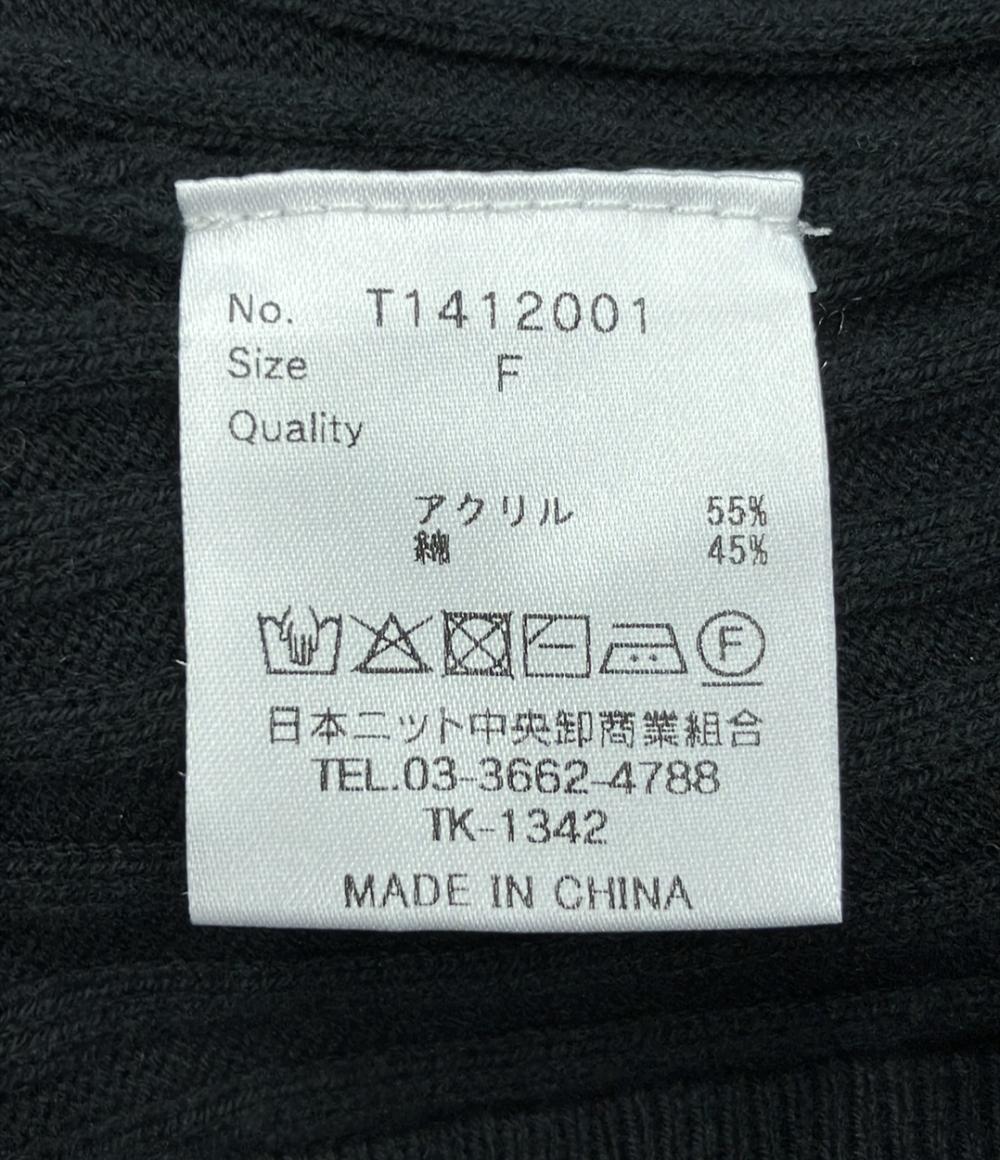 No. T1412001
Size F
Quality
アクリル 55%
綿 45%
F
日本ニット中央卸商業組合
TEL.03-3662-4788
TK-1342
MADE IN CHINA